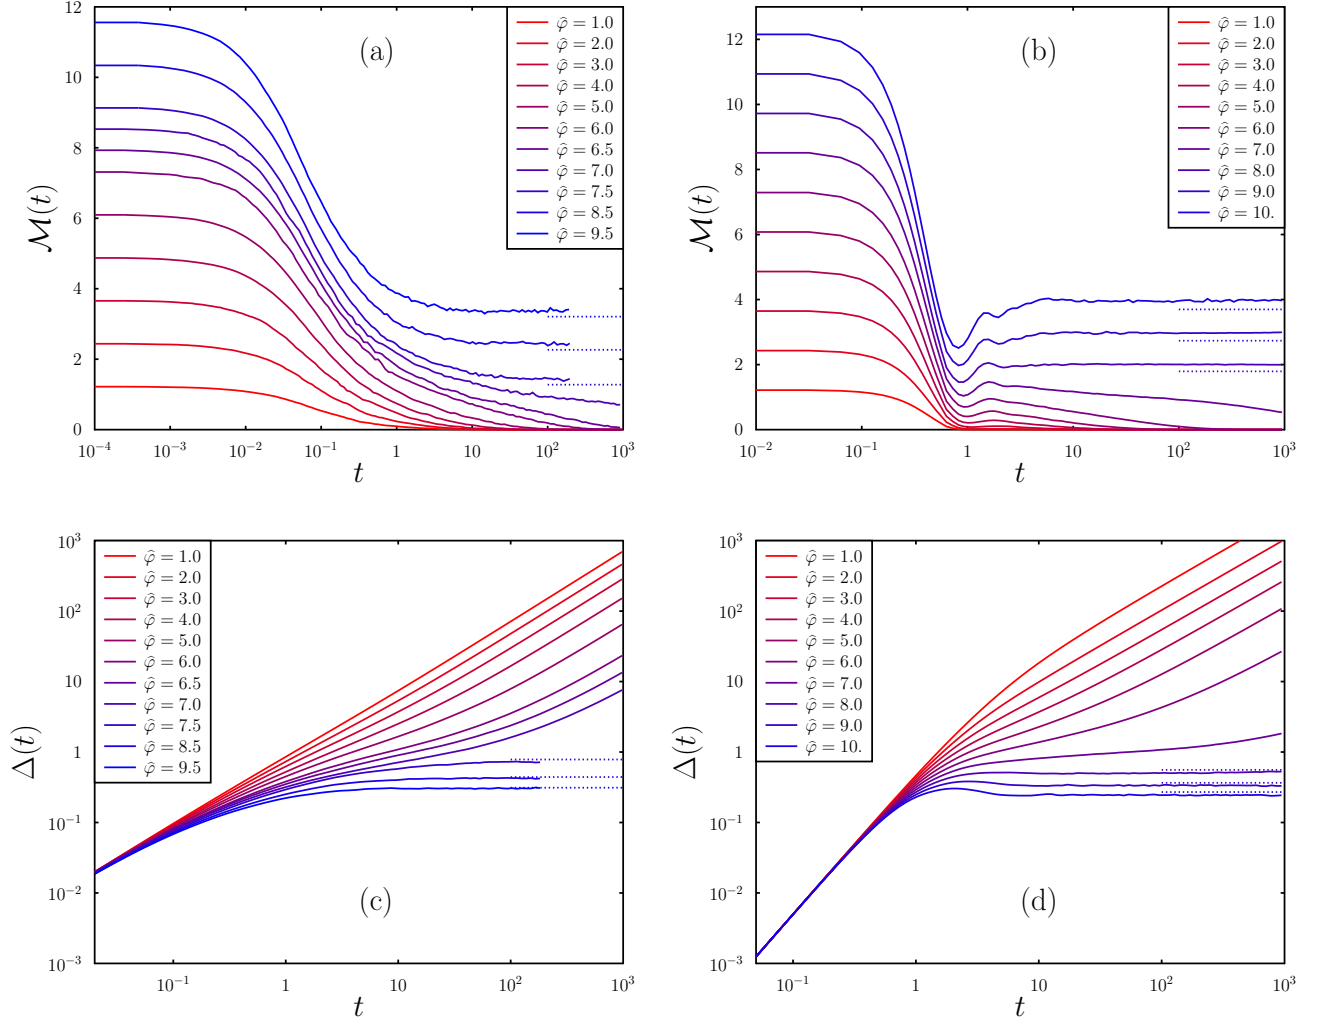 12
10
8
6
4
2
0
10⁻⁴
10⁻³
10⁻²
10⁻¹
1
10
10²
10³
ℳ(t)
t
(a)
φ̂ = 1.0
φ̂ = 2.0
φ̂ = 3.0
φ̂ = 4.0
φ̂ = 5.0
φ̂ = 6.0
φ̂ = 6.5
φ̂ = 7.0
φ̂ = 7.5
φ̂ = 8.5
φ̂ = 9.5
12
10
8
6
4
2
0
10⁻²
10⁻¹
1
10
10²
10³
ℳ(t)
t
(b)
φ̂ = 1.0
φ̂ = 2.0
φ̂ = 3.0
φ̂ = 4.0
φ̂ = 5.0
φ̂ = 6.0
φ̂ = 7.0
φ̂ = 8.0
φ̂ = 9.0
φ̂ = 10.
10³
10²
10
1
10⁻¹
10⁻²
10⁻³
10⁻¹
1
10
10²
10³
Δ(t)
t
(c)
φ̂ = 1.0
φ̂ = 2.0
φ̂ = 3.0
φ̂ = 4.0
φ̂ = 5.0
φ̂ = 6.0
φ̂ = 6.5
φ̂ = 7.0
φ̂ = 7.5
φ̂ = 8.5
φ̂ = 9.5
10³
10²
10
1
10⁻¹
10⁻²
10⁻³
10⁻¹
1
10
10²
10³
Δ(t)
t
(d)
φ̂ = 1.0
φ̂ = 2.0
φ̂ = 3.0
φ̂ = 4.0
φ̂ = 5.0
φ̂ = 6.0
φ̂ = 7.0
φ̂ = 8.0
φ̂ = 9.0
φ̂ = 10.